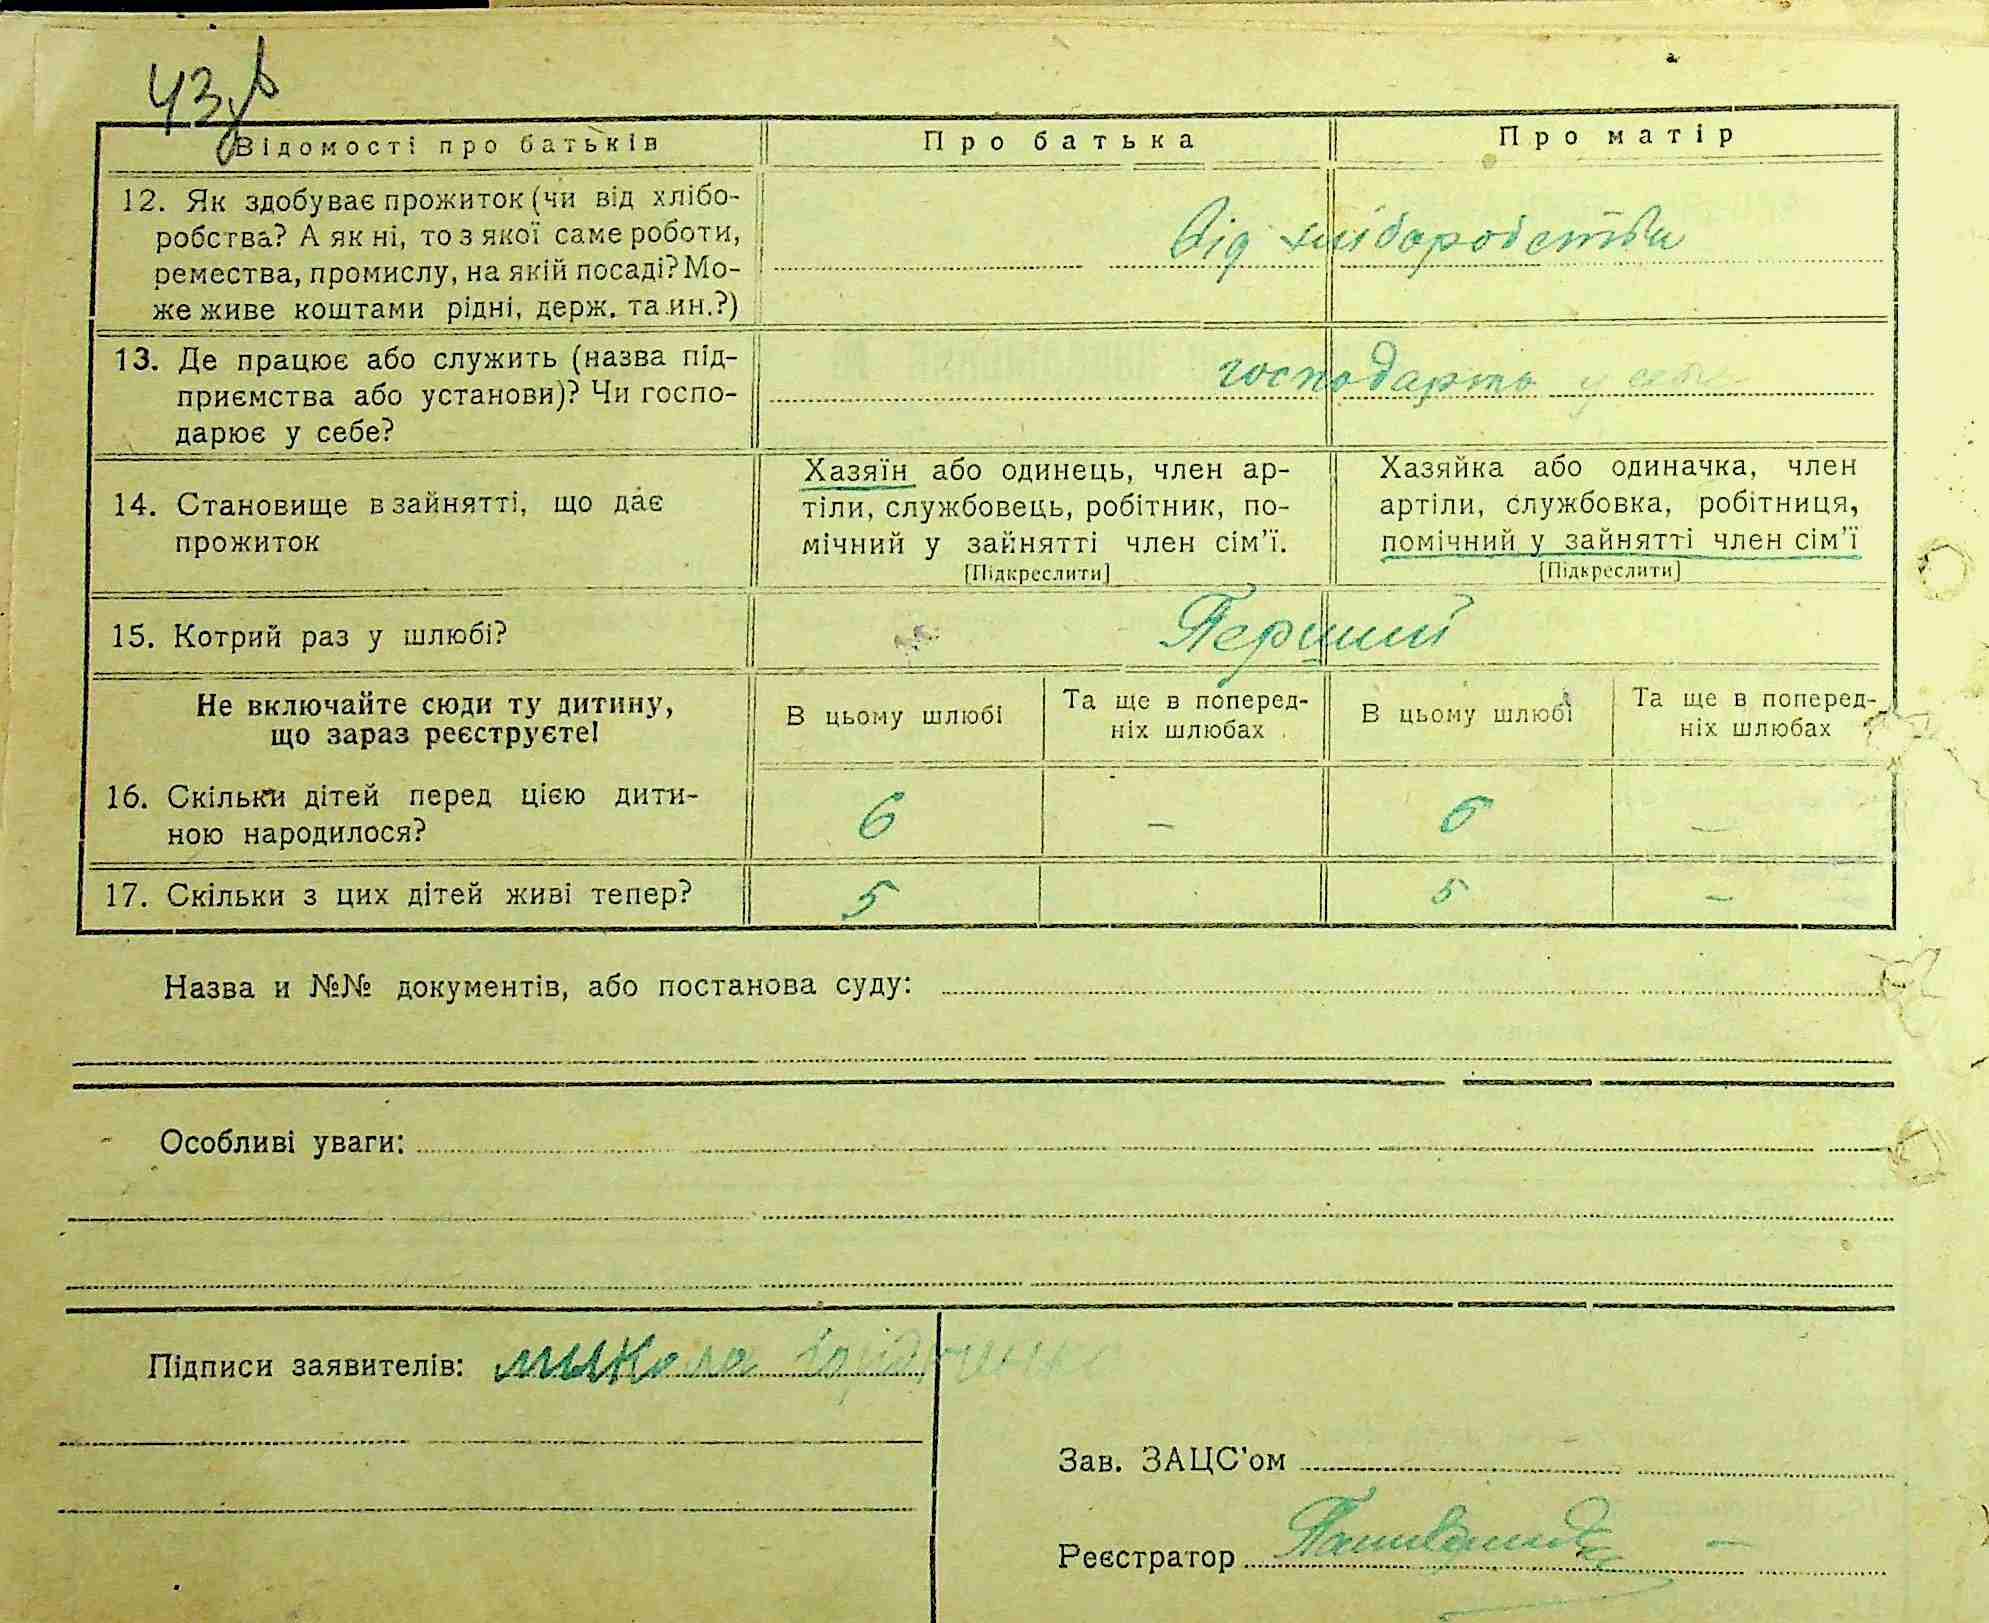 43
Відомості про батьків
Про батька
Про матір
12. Як здобуває прожиток (чи від хлібо-
робства? А як ні, то з якої саме роботи,
ремества, промислу, на якій посаді? Мо-
же живе коштами рідні, держ. та ин.?)
Від хліборобства
13. Де працює або служить (назва під-
приємства або установи)? Чи госпо-
дарює у себе?
господарть у себе
14. Становище в зайнятті, що дає
прожиток
Хазяїн або одинець, член ар-
тіли, службовець, робітник, по-
мічний у зайнятті член сім'ї.
[Підкреслити]
Хазяйка або одиначка, член
артіли, службовка, робітниця,
помічний у зайнятті член сім'ї
[Підкреслити]
15. Котрий раз у шлюбі?
Перший
Не включайте сюди ту дитину,
що зараз реєструєте!
В цьому шлюбі
Та ще в поперед-
ніх шлюбах
В цьому шлюбі
Та ще в поперед-
ніх шлюбах
16. Скільки дітей перед цією дити-
ною народилося?
6 – 6 –
17. Скільки з цих дітей живі тепер?
5 5 –
Назва и №№ документів, або постанова суду:
Особливі уваги:
Підписи заявителів: микола
Зав. ЗАЦС'ом
Реєстратор